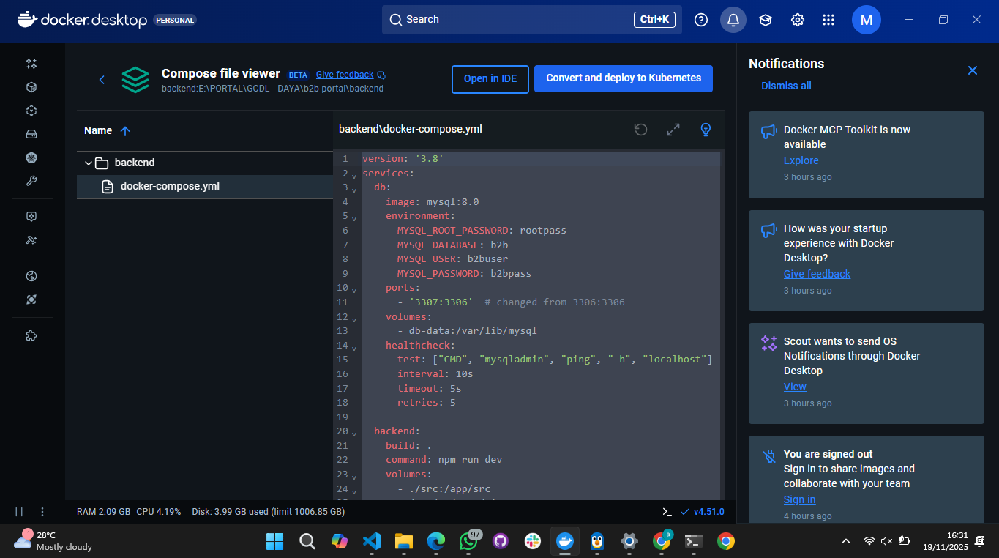 docker desktop PERSONAL
Search
Ctrl+K
M
Compose file viewer BETA Give feedback
backend:E:\PORTAL\GCDL---DAYA\b2b-portal\backend
Open in IDE
Convert and deploy to Kubernetes
Name
backend
docker-compose.yml
backend\docker-compose.yml
1 version: '3.8'
2 services:
3 db:
4 image: mysql:8.0
5 environment:
6 MYSQL_ROOT_PASSWORD: rootpass
7 MYSQL_DATABASE: b2b
8 MYSQL_USER: b2buser
9 MYSQL_PASSWORD: b2bpass
10 ports:
11 - '3307:3306' # changed from 3306:3306
12 volumes:
13 - db-data:/var/lib/mysql
14 healthcheck:
15 test: ["CMD", "mysqladmin", "ping", "-h", "localhost"]
16 interval: 10s
17 timeout: 5s
18 retries: 5
19
20 backend:
21 build: .
22 command: npm run dev
23 volumes:
24 - ./src:/app/src
Notifications
Dismiss all
Docker MCP Toolkit is now
available
Explore
3 hours ago
How was your startup
experience with Docker
Desktop?
Give feedback
3 hours ago
Scout wants to send OS
Notifications through Docker
Desktop
View
3 hours ago
You are signed out
Sign in to share images and
collaborate with your team
Sign in
4 hours ago
RAM 2.09 GB CPU 4.19% Disk: 3.99 GB used (limit 1006.85 GB)
v4.51.0
1
28°C
Mostly cloudy
97
a
16:31
19/11/2025